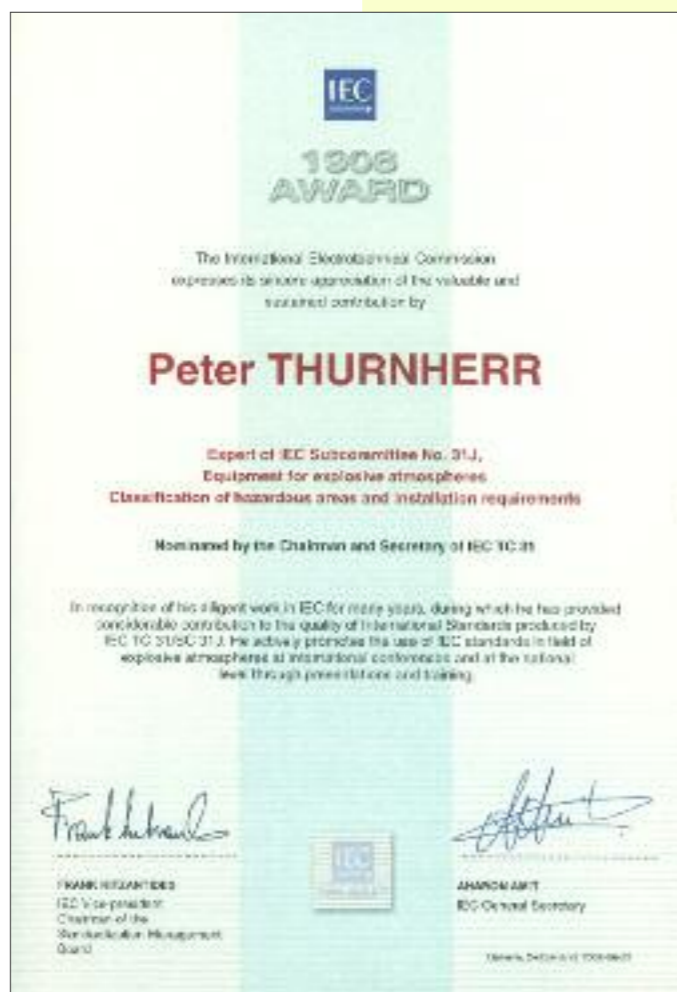 IEC
1906
AWARD
The International Electrotechnical Commission
expresses its sincere appreciation of the valuable and
sustained contribution by
Peter THURNHERR
Expert of IEC Subcommittee No. 31J,
Equipment for explosive atmospheres
Classification of hazardous areas and installation requirements
Nominated by the Chairman and Secretary of IEC TC 31
In recognition of his diligent work in IEC for many years, during which he has provided
considerable contribution to the quality of International Standards produced by
IEC TC 31/SC 31J. He actively promotes the use of IEC standards in field of
explosive atmospheres at international conferences and at the national
level through presentations and training.
FRANK KITZANTIDES
IEC Vice-president
Chairman of the
Standardization Management
Board
IEC
AHARON AMIT
IEC General Secretary
Geneva, Switzerland